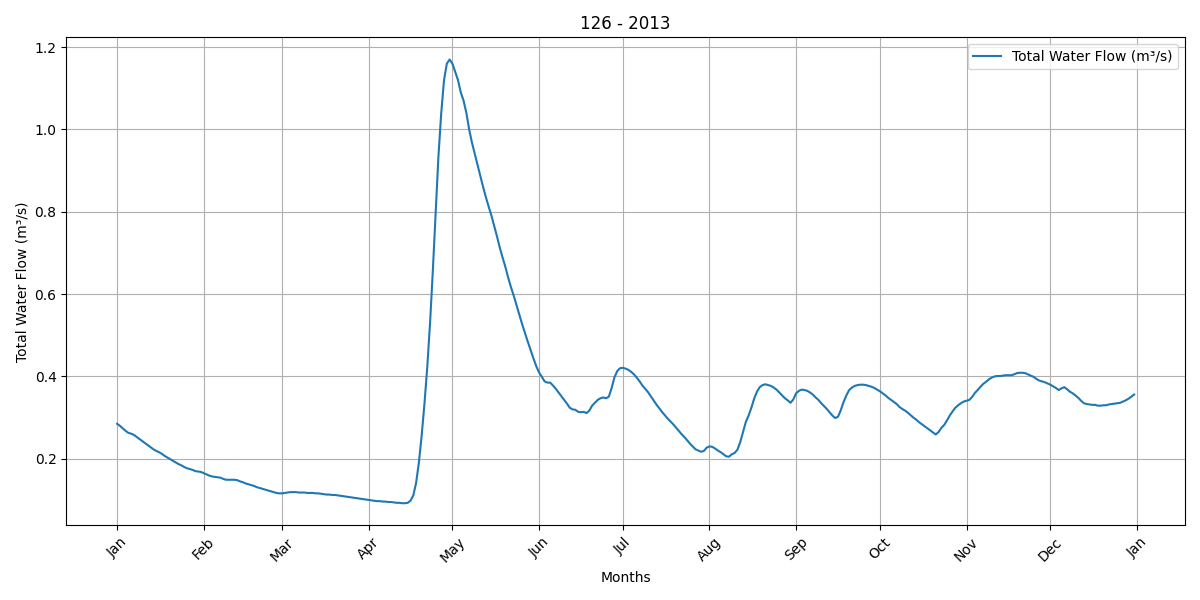 126 - 2013
Total Water Flow (m³/s)
Total Water Flow (m³/s)
1.2
1.0
0.8
0.6
0.4
0.2
Jan
Feb
Mar
Apr
May
Jun
Jul
Aug
Sep
Oct
Nov
Dec
Jan
Months